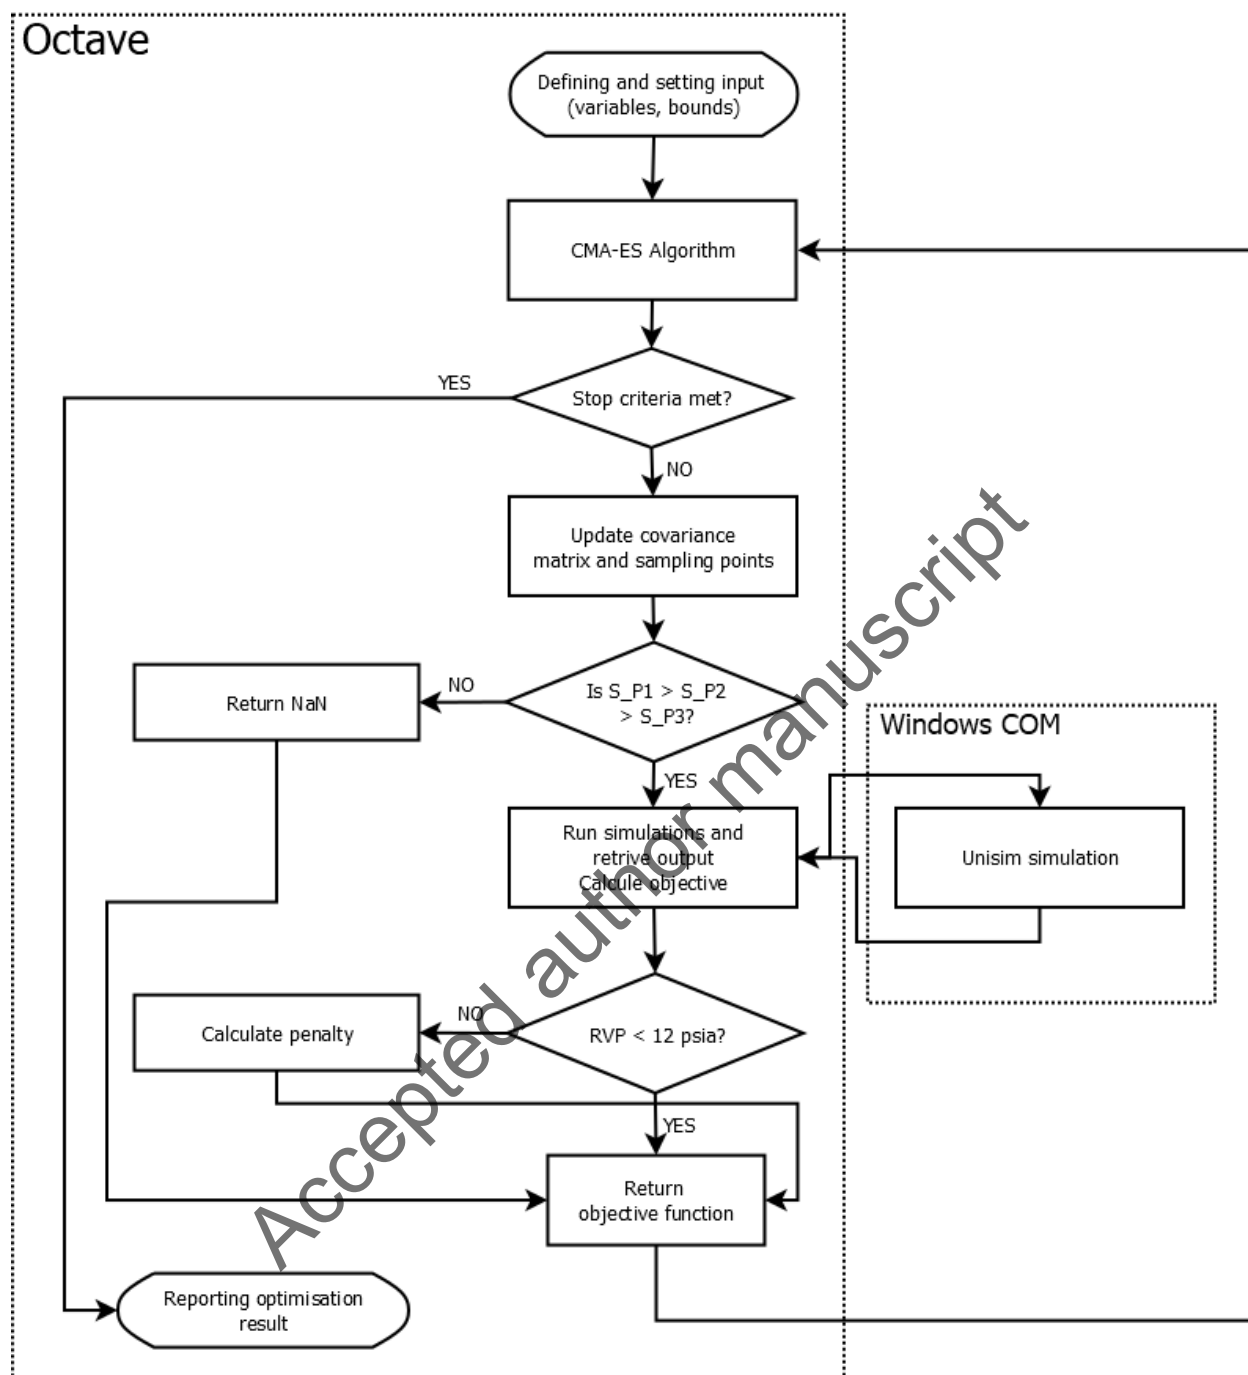 Octave
Defining and setting input
(variables, bounds)
CMA-ES Algorithm
YES
Stop criteria met?
NO
Update covariance
matrix and sampling points
Return NaN
NO
Is S_P1 > S_P2
> S_P3?
YES
Windows COM
Run simulations and
retrive output
Calcule objective
Unisim simulation
Calculate penalty
NO
RVP < 12 psia?
YES
Return
objective function
Reporting optimisation
result
Accepted author manuscript